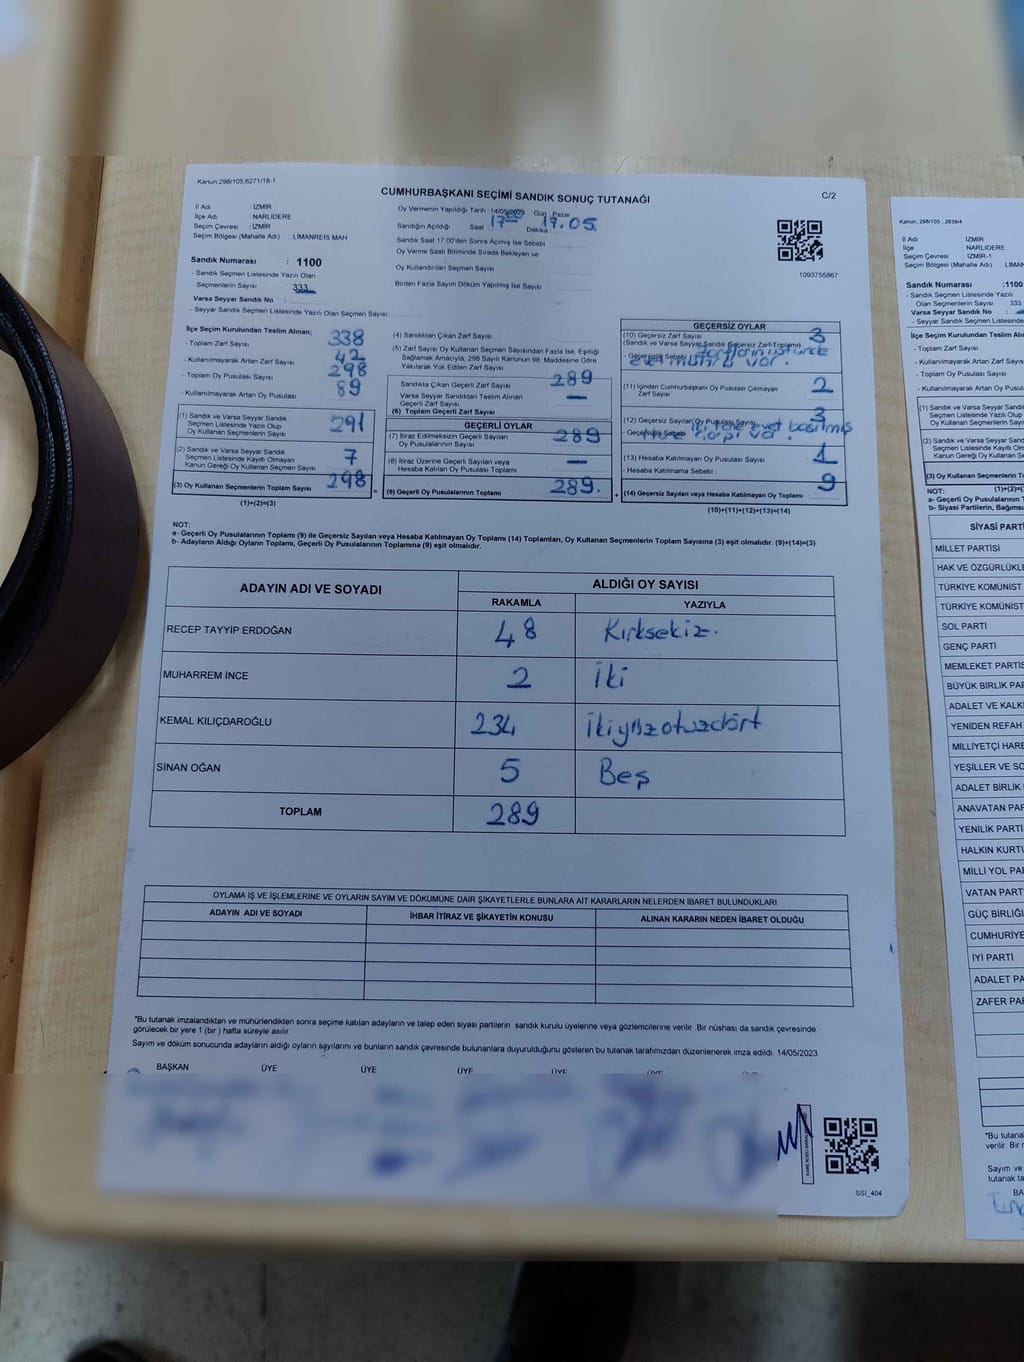 Kanun:298/105,6271/18-1
CUMHURBAŞKANI SEÇİMİ SANDIK SONUÇ TUTANAĞI
C/2
İl Adı : İZMİR
İlçe Adı : NARLIDERE
Seçim Çevresi : İZMİR
Seçim Bölgesi (Mahalle Adı) : LİMANREİS MAH
Sandık Numarası : 1100
- Sandık Seçmen Listesinde Yazılı Olan
Seçmenlerin Sayısı : 333
Varsa Seyyar Sandık No :
- Seyyar Sandık Seçmen Listesinde Yazılı Olan Seçmen Sayısı :
Oy Vermenin Yapıldığı Tarih :14/05/2023 Gün : Pazar
Sandığın Açıldığı Saat 17 Dakika 17.05.
Sandık Saat 17:00'den Sonra Açılmış İse Sebebi :
Oy Verme Saati Bitiminde Sırada Bekleyen ve
Oy Kullandırılan Seçmen Sayısı
Birden Fazla Sayım Döküm Yapılmış İse Sayısı
1093755867
İlçe Seçim Kurulundan Teslim Alınan;
- Toplam Zarf Sayısı 338
- Kullanılmayarak Artan Zarf Sayısı 42
- Toplam Oy Pusulası Sayısı 298
- Kullanılmayarak Artan Oy Pusulası 89
(1) Sandık ve Varsa Seyyar Sandık
Seçmen Listesinde Yazılı Olup
Oy Kullanan Seçmenlerin Sayısı 291
(2) Sandık ve Varsa Seyyar Sandık
Seçmen Listesinde Kayıtlı Olmayan
Kanun Gereği Oy Kullanan Seçmen Sayısı 7
(3) Oy Kullanan Seçmenlerin Toplam Sayısı 298 =
(1)+(2)=(3)
(4) Sandıktan Çıkan Zarf Sayısı
(5) Zarf Sayısı Oy Kullanan Seçmen Sayısından Fazla İse, Eşitliği
Sağlamak Amacıyla, 298 Sayılı Kanunun 98. Maddesine Göre
Yakılarak Yok Edilen Zarf Sayısı
Sandıkta Çıkan Geçerli Zarf Sayısı 289
Varsa Seyyar Sandıktan Teslim Alınan
Geçerli Zarf Sayısı —
(6) Toplam Geçerli Zarf Sayısı
GEÇERLİ OYLAR
(7) İtiraz Edilmeksizin Geçerli Sayılan
Oy Pusulalarının Sayısı 289
(8) İtiraz Üzerine Geçerli Sayılan veya
Hesaba Katılan Oy Pusulası Toplamı —
(9) Geçerli Oy Pusulalarının Toplamı 289. +
GEÇERSİZ OYLAR
(10) Geçersiz Zarf Sayısı 3
(Sandık ve Varsa Seyyar Sandık Geçersiz Zarf Toplamı)
- Geçersizlik Sebebi : zarfların üstünde
evet mührü var.
(11) İçinden Cumhurbaşkanı Oy Pusulası Çıkmayan
Zarf Sayısı 2
(12) Geçersiz Sayılan Oy Pusulası Sayısı 3
evet basılmış
var.
(13) Hesaba Katılmayan Oy Pusulası Sayısı 1
- Hesaba Katılmama Sebebi :
(14) Geçersiz Sayılan veya Hesaba Katılmayan Oy Toplamı 9
(10)+(11)+(12)+(13)=(14)
NOT:
a- Geçerli Oy Pusulalarının Toplamı (9) ile Geçersiz Sayılan veya Hesaba Katılmayan Oy Toplamı (14) Toplamları, Oy Kullanan Seçmenlerin Toplam Sayısına (3) eşit olmalıdır. (9)+(14)=(3)
b- Adayların Aldığı Oyların Toplamı, Geçerli Oy Pusulalarının Toplamına (9) eşit olmalıdır.
ADAYIN ADI VE SOYADI
ALDIĞI OY SAYISI
RAKAMLA YAZIYLA
RECEP TAYYİP ERDOĞAN 48 Kırksekiz.
MUHARREM İNCE 2 İki
KEMAL KILIÇDAROĞLU 234 İkiyüzotuzdört
SİNAN OĞAN 5 Beş
TOPLAM 289
OYLAMA İŞ VE İŞLEMLERİNE VE OYLARIN SAYIM VE DÖKÜMÜNE DAİR ŞİKAYETLERLE BUNLARA AİT KARARLARIN NELERDEN İBARET BULUNDUKLARI
ADAYIN ADI VE SOYADI İHBAR İTİRAZ VE ŞİKAYETİN KONUSU ALINAN KARARIN NEDEN İBARET OLDUĞU
*Bu tutanak imzalandıktan ve mühürlendikten sonra seçime katılan adayların ve talep eden siyasi partilerin sandık kurulu üyelerine veya gözlemcilerine verilir. Bir nüshası da sandık çevresinde
görülecek bir yere 1 (bir ) hafta süreyle asılır.
Sayım ve döküm sonucunda adayların aldığı oyların sayılarını ve bunların sandık çevresinde bulunanlara duyurulduğunu gösteren bu tutanak tarafımızdan düzenlenerek imza edildi. 14/05/2023
BAŞKAN ÜYE ÜYE ÜYE ÜYE ÜYE ÜYE
SSI_404
Kanun: 298/105 , 2839/4
İl Adı : İZMİR
İlçe : NARLIDERE
Seçim Çevresi : İZMİR-1
Seçim Bölgesi (Mahalle Adı) : LİMAN
Sandık Numarası :1100
- Sandık Seçmen Listesinde Yazılı
Olan Seçmenlerin Sayısı : 333
Varsa Seyyar Sandık No :
- Seyyar Sandık Seçmen Listesinde
İlçe Seçim Kurulundan Teslim Alın
- Toplam Zarf Sayısı
- Kullanılmayarak Artan Zarf Sayısı
- Toplam Oy Pusulası Sayısı
- Kullanılmayarak Artan Oy Pusul
(1) Sandık ve Varsa Seyyar Sandık
Seçmen Listesinde Yazılı Olup
Oy Kullanan Seçmenlerin Sayısı
(2) Sandık ve Varsa Seyyar Sandık
Seçmen Listesinde Kayıtlı Olm
Kanun Gereği Oy Kullanan Se
(3) Oy Kullanan Seçmenlerin T
(1)+(2)=(
NOT:
a- Geçerli Oy Pusulalarının T
b- Siyasi Partilerin, Bağıms
SİYASİ PARTİ
MİLLET PARTİSİ
HAK VE ÖZGÜRLÜKLE
TÜRKİYE KOMÜNİST
TÜRKİYE KOMÜNİST
SOL PARTİ
GENÇ PARTİ
MEMLEKET PARTİS
BÜYÜK BİRLİK PAR
ADALET VE KALK
YENİDEN REFAH
MİLLİYETÇİ HARE
YEŞİLLER VE SO
ADALET BİRLİK
ANAVATAN PAR
YENİLİK PARTİS
HALKIN KURTU
MİLLİ YOL PA
VATAN PARTİ
GÜÇ BİRLİĞİ
CUMHURİYE
İYİ PARTİ
ADALET PA
ZAFER PAR
*Bu tutana
verilir. Bir n
Sayım ve
tutanak ta
BA